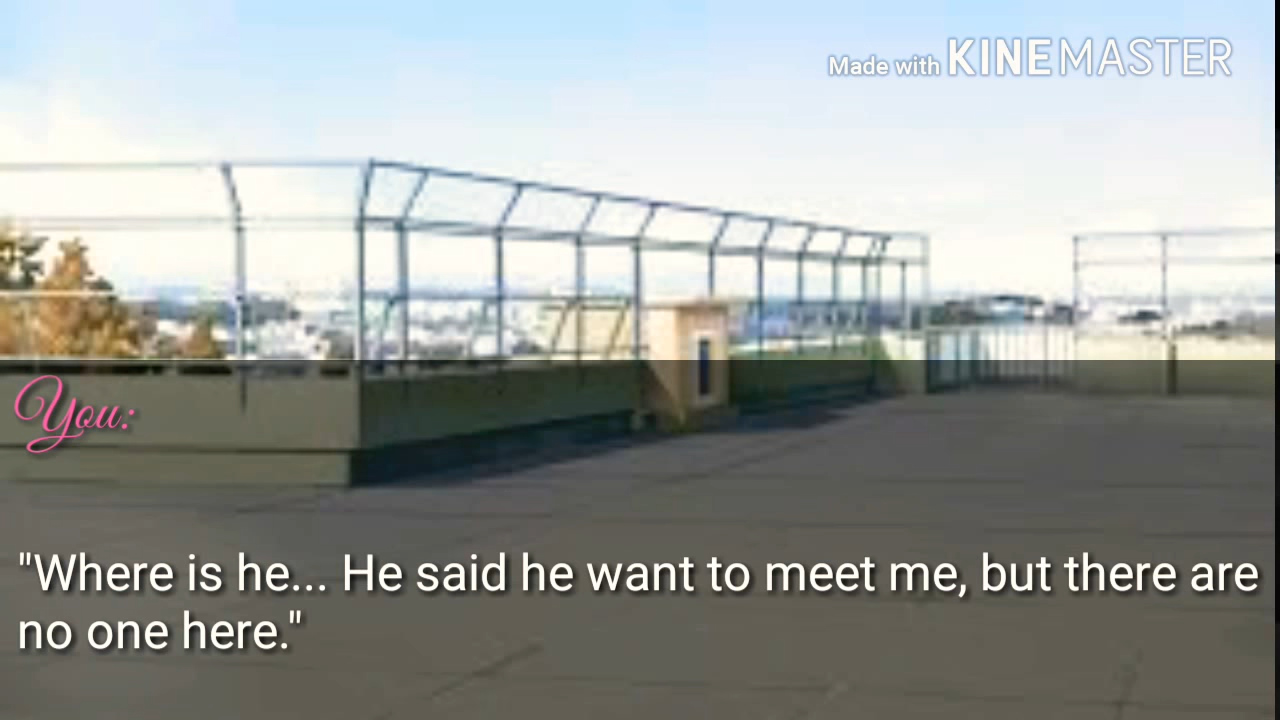 Made with KINEMASTER
You:
"Where is he... He said he want to meet me, but there are
no one here."